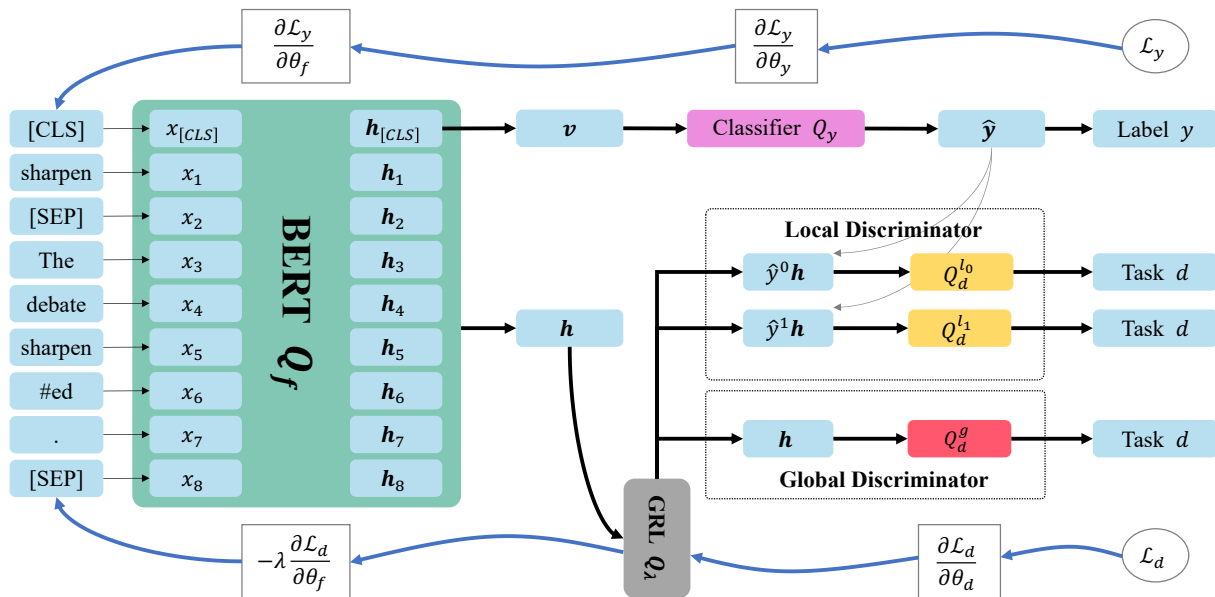 ∂ℒ_y / ∂θ_f
∂ℒ_y / ∂θ_y
ℒ_y
[CLS]
x_[CLS]
h_[CLS]
v
Classifier Q_y
ŷ
Label y
sharpen
x_1
h_1
[SEP]
x_2
h_2
Local Discriminator
The
x_3
h_3
ŷ^0 h
Q_d^{l_0}
Task d
debate
x_4
h_4
h
ŷ^1 h
Q_d^{l_1}
Task d
sharpen
x_5
h_5
#ed
x_6
h_6
.
x_7
h_7
h
Q_d^g
Task d
[SEP]
x_8
h_8
Global Discriminator
BERT Q_f
GRL Q_λ
−λ ∂ℒ_d / ∂θ_f
∂ℒ_d / ∂θ_d
ℒ_d